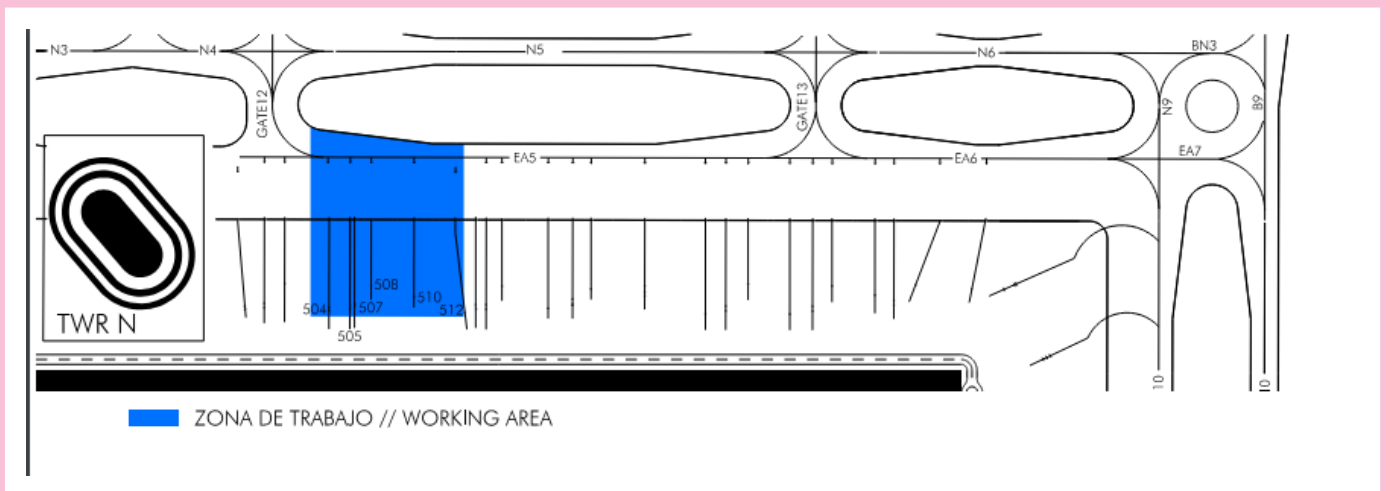 N3 N4 N5 N6 BN3
GATE12 GATE13 N9 B9
EA5 EA6 EA7
TWR N
508
510
504 507 512
505
10 10
ZONA DE TRABAJO // WORKING AREA